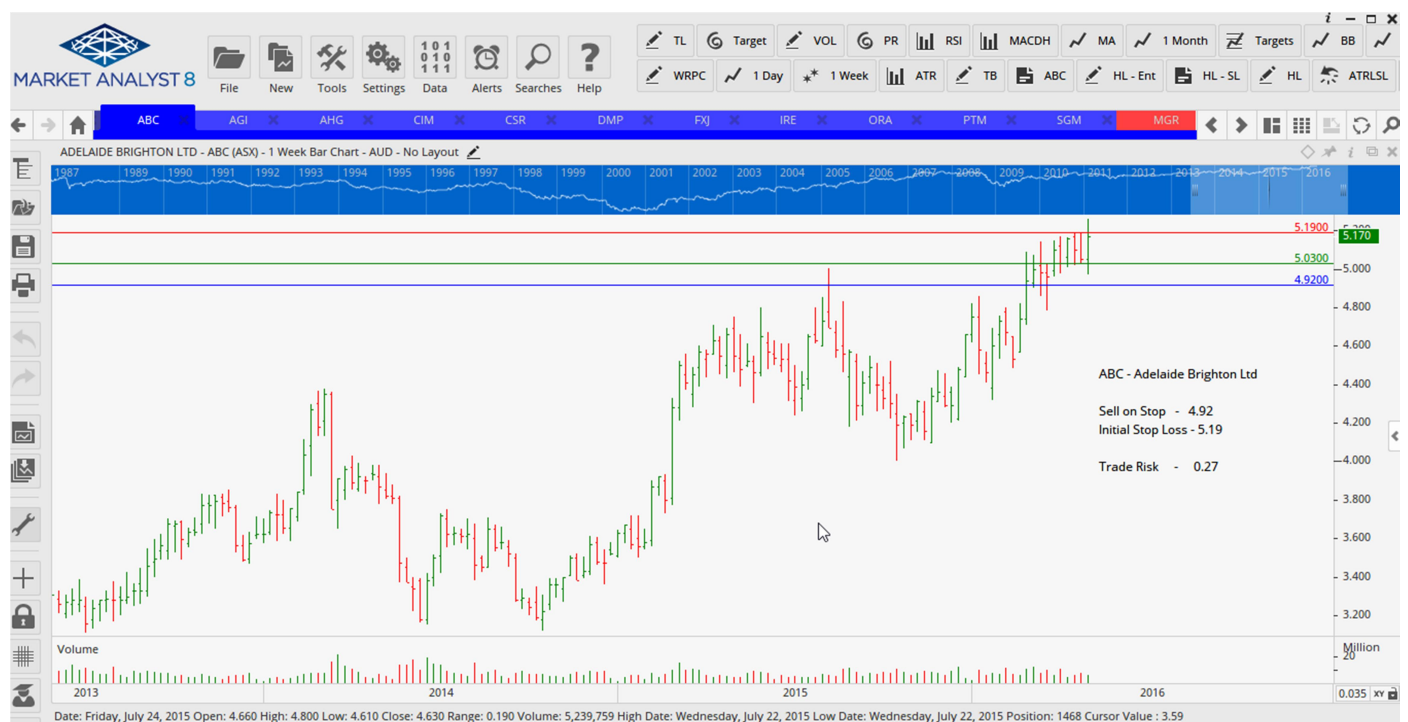 i
TL Target VOL PR RSI MACDH MA 1 Month Targets BB
MARKET ANALYST 8
File New Tools Settings Data Alerts Searches Help
101
010
111
WRPC 1 Day 1 Week ATR TB ABC HL - Ent HL - SL HL ATRLSL
ABC AGI AHG CIM CSR DMP FXJ IRE ORA PTM SGM MGR
ADELAIDE BRIGHTON LTD - ABC (ASX) - 1 Week Bar Chart - AUD - No Layout
1987 1989 1990 1991 1992 1993 1994 1995 1996 1997 1998 1999 2000 2001 2002 2003 2004 2005 2006 2007 2008 2009 2010 2011 2012 2013 2014 2015 2016
5.1900
5.200
5.170
5.0300
5.000
4.9200
4.800
4.600
4.400
4.200
4.000
3.800
3.600
3.400
3.200
ABC - Adelaide Brighton Ltd
Sell on Stop - 4.92
Initial Stop Loss - 5.19
Trade Risk - 0.27
Volume
Million
20
2013 2014 2015 2016
0.035 XY
Date: Friday, July 24, 2015 Open: 4.660 High: 4.800 Low: 4.610 Close: 4.630 Range: 0.190 Volume: 5,239,759 High Date: Wednesday, July 22, 2015 Low Date: Wednesday, July 22, 2015 Position: 1468 Cursor Value : 3.59